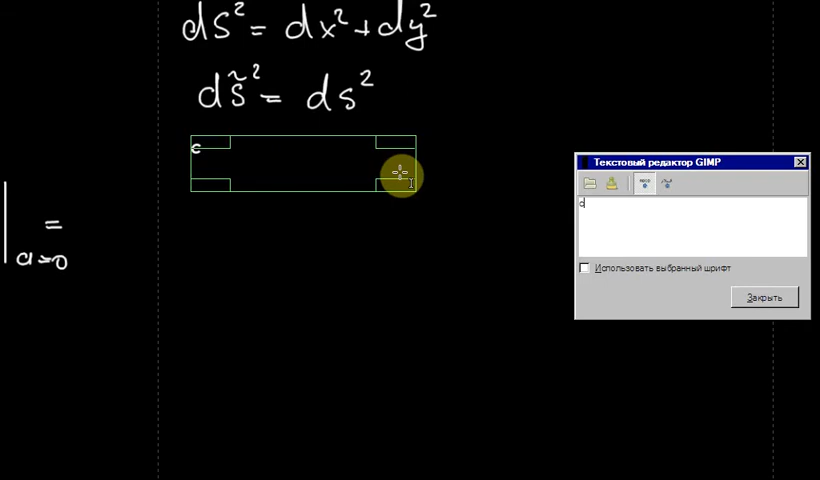 ds² = dx² + dy²
ds̃² = ds²
с
| a=0 =
Текстовый редактор GIMP
с
Использовать выбранный шрифт
Закрыть